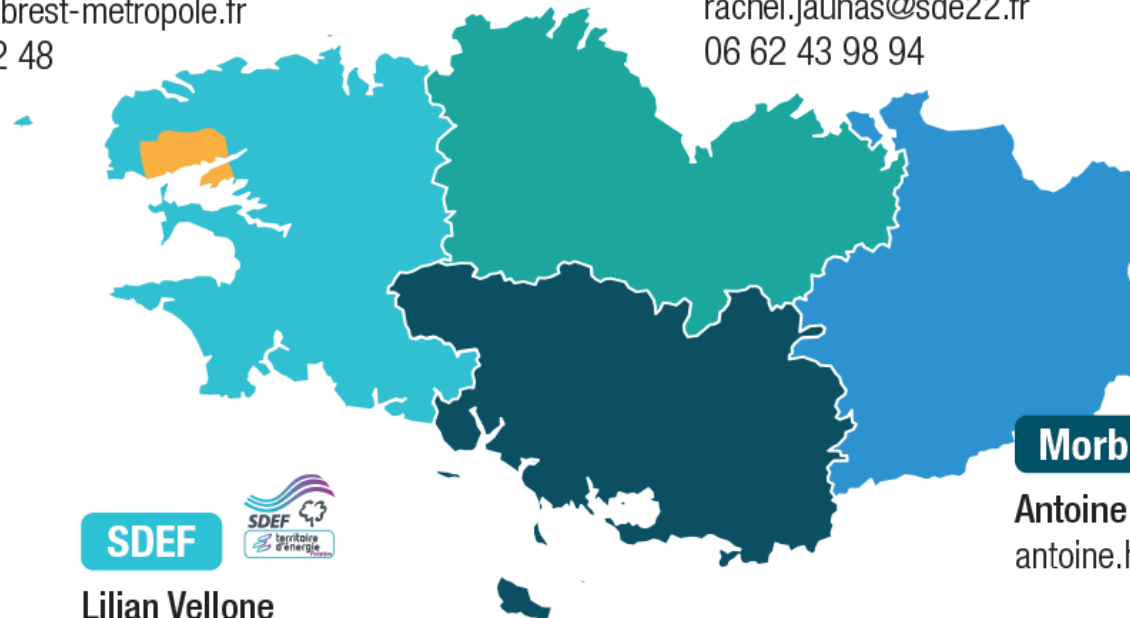 brest-metropole.fr
2 48
rachel.jaunas@sde22.fr
06 62 43 98 94
Morb
Antoine
antoine.h
SDEF
SDEF
territoire
d'énergie
Lilian Vellone